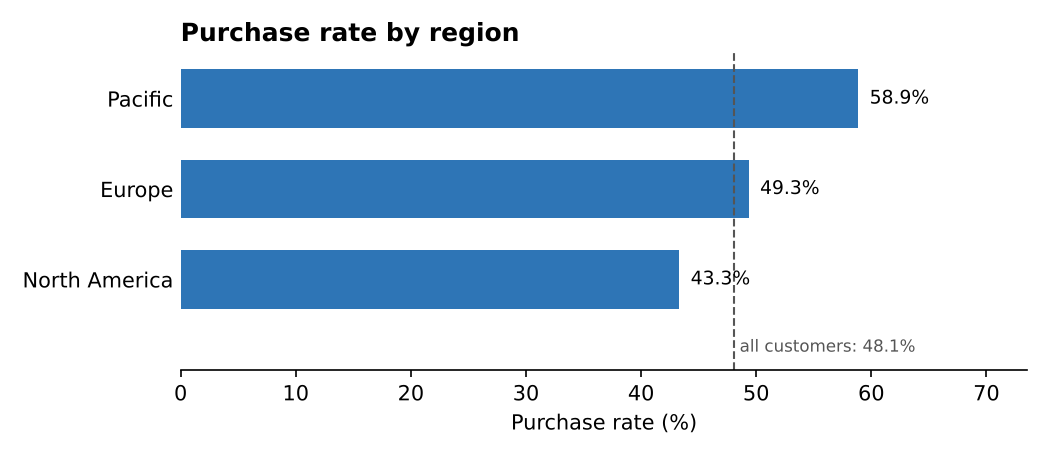 Purchase rate by region
Pacific
58.9%
Europe
49.3%
North America
43.3%
all customers: 48.1%
0 10 20 30 40 50 60 70
Purchase rate (%)